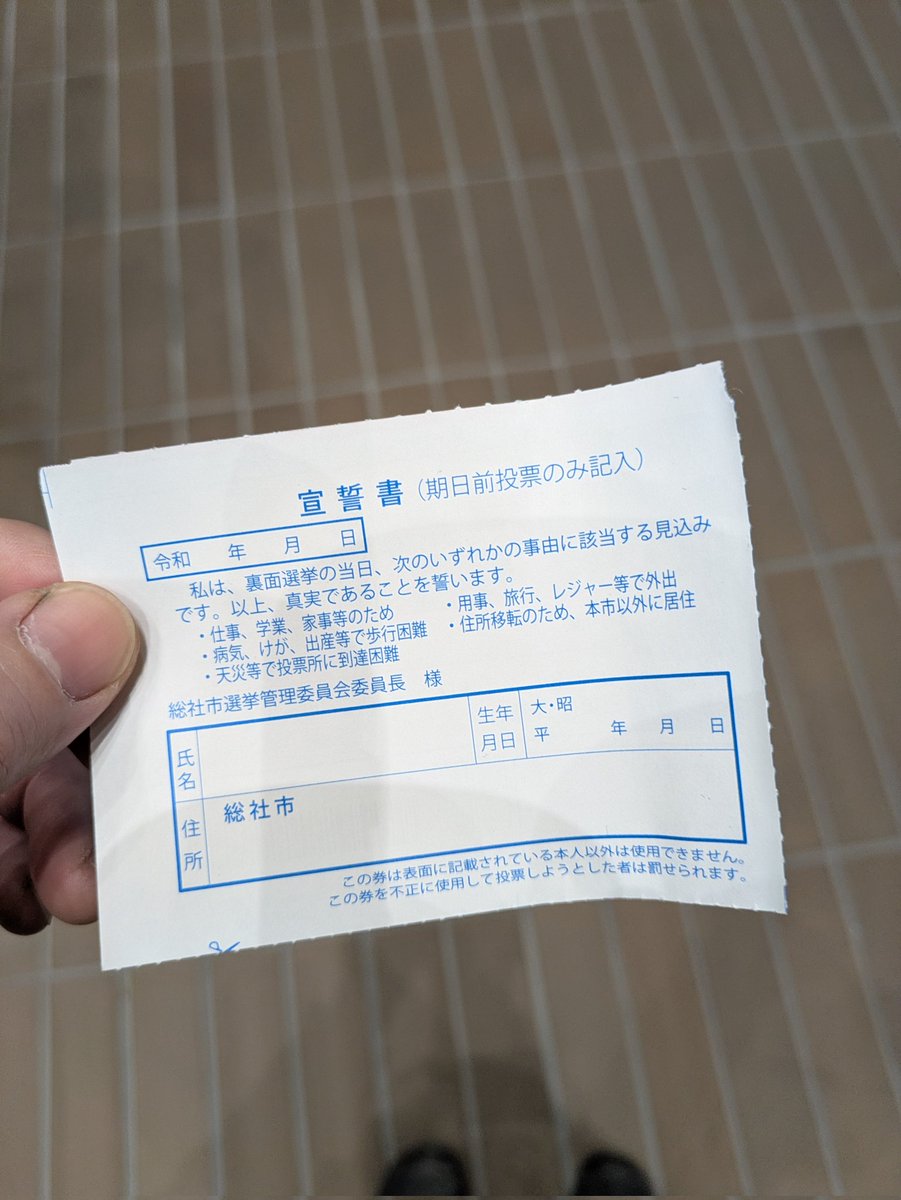 宣誓書（期日前投票のみ記入）
令和　　年　　月　　日
私は、裏面選挙の当日、次のいずれかの事由に該当する見込み
です。以上、真実であることを誓います。
・仕事、学業、家事等のため　・用事、旅行、レジャー等で外出
・病気、けが、出産等で歩行困難　・住所移転のため、本市以外に居住
・天災等で投票所に到達困難
総社市選挙管理委員会委員長　様
氏名　生年月日　大・昭
平　　年　　月　　日
住所　総社市
この券は表面に記載されている本人以外は使用できません。
この券を不正に使用して投票しようとした者は罰せられます。